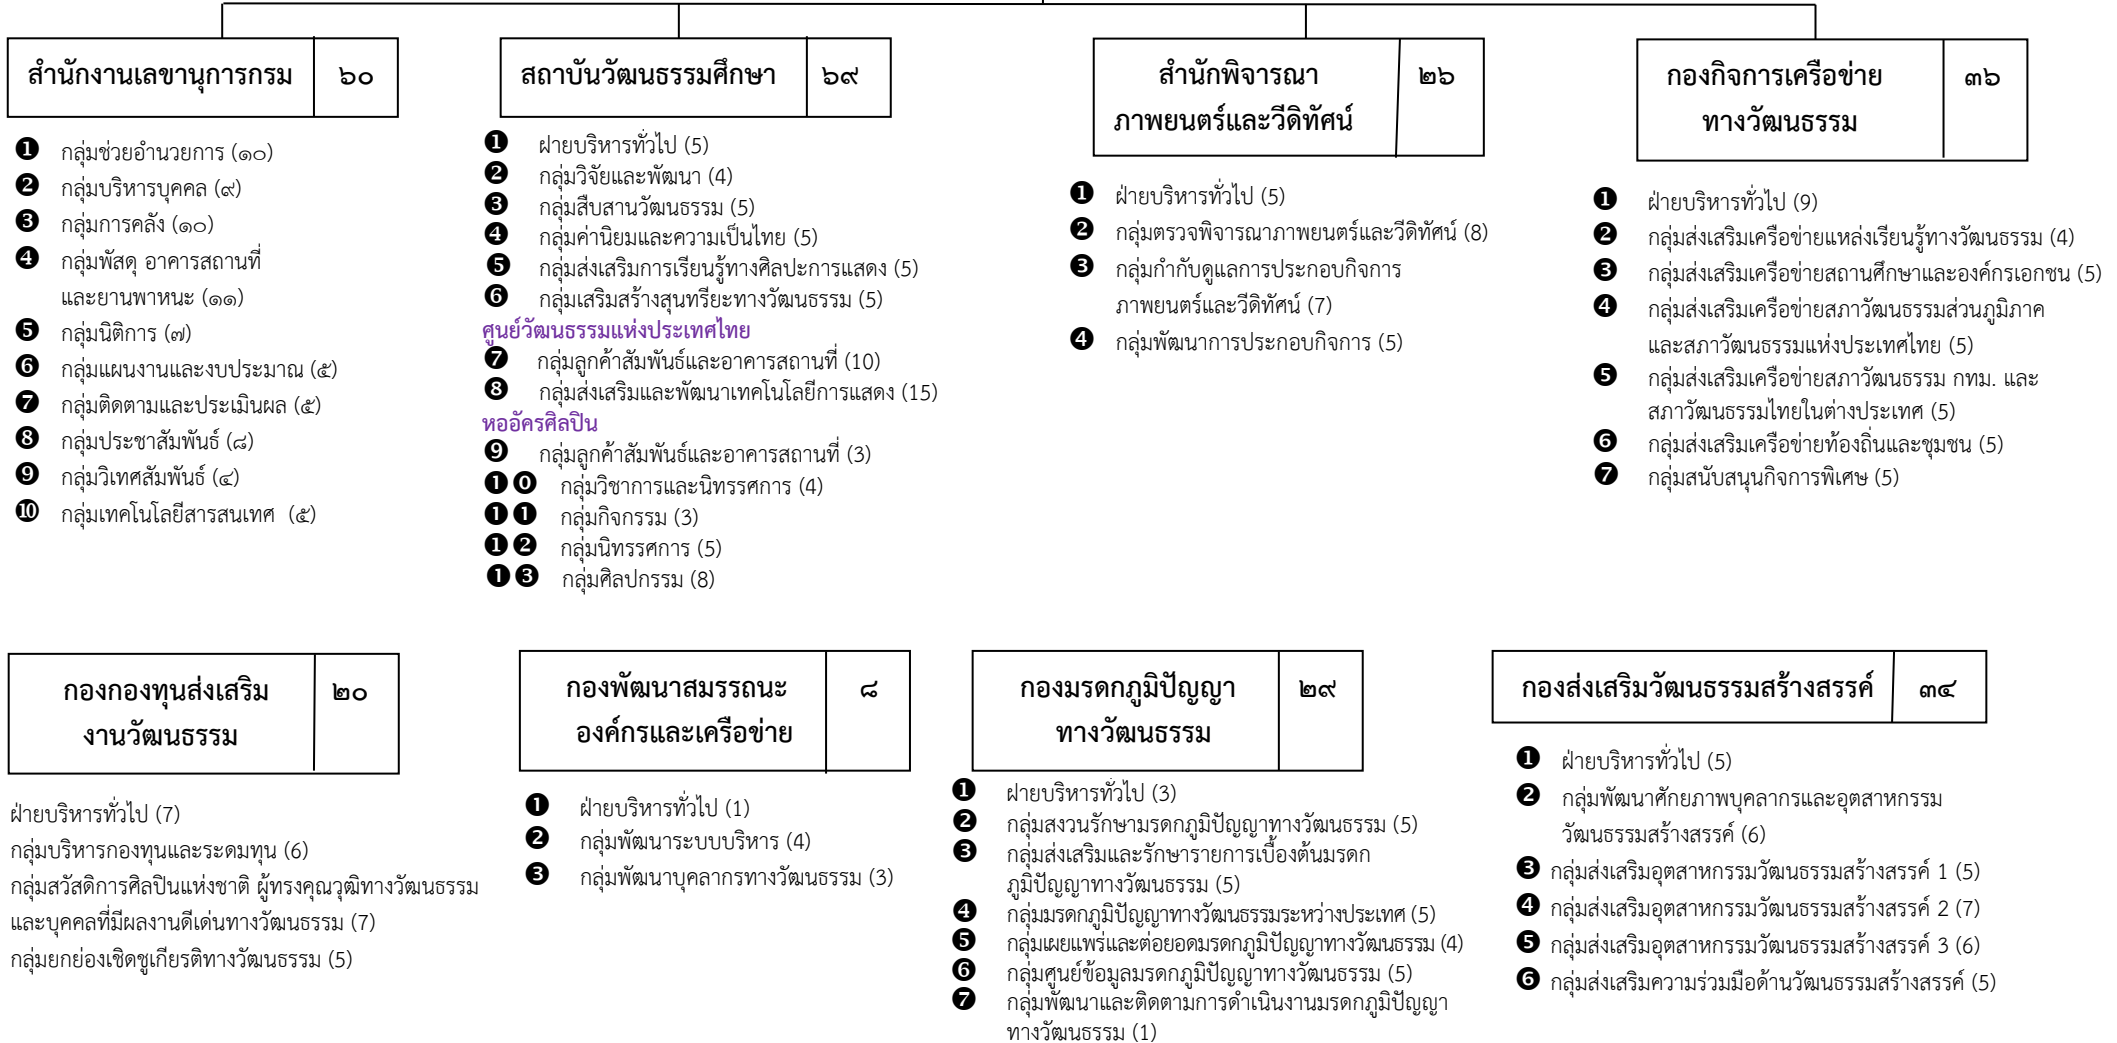 สำนักงานเลขานุการกรม ๖๐
❶ กลุ่มช่วยอำนวยการ (๑๐)
❷ กลุ่มบริหารบุคคล (๙)
❸ กลุ่มการคลัง (๑๐)
❹ กลุ่มพัสดุ อาคารสถานที่
และยานพาหนะ (๑๑)
❺ กลุ่มนิติการ (๗)
❻ กลุ่มแผนงานและงบประมาณ (๕)
❼ กลุ่มติดตามและประเมินผล (๕)
❽ กลุ่มประชาสัมพันธ์ (๘)
❾ กลุ่มวิเทศสัมพันธ์ (๔)
❿ กลุ่มเทคโนโลยีสารสนเทศ (๕)
สถาบันวัฒนธรรมศึกษา ๖๙
❶ ฝ่ายบริหารทั่วไป (5)
❷ กลุ่มวิจัยและพัฒนา (4)
❸ กลุ่มสืบสานวัฒนธรรม (5)
❹ กลุ่มค่านิยมและความเป็นไทย (5)
❺ กลุ่มส่งเสริมการเรียนรู้ทางศิลปะการแสดง (5)
❻ กลุ่มเสริมสร้างสุนทรียะทางวัฒนธรรม (5)
ศูนย์วัฒนธรรมแห่งประเทศไทย
❼ กลุ่มลูกค้าสัมพันธ์และอาคารสถานที่ (10)
❽ กลุ่มส่งเสริมและพัฒนาเทคโนโลยีการแสดง (15)
หออัครศิลปิน
❾ กลุ่มลูกค้าสัมพันธ์และอาคารสถานที่ (3)
❶⓿ กลุ่มวิชาการและนิทรรศการ (4)
❶❶ กลุ่มกิจกรรม (3)
❶❷ กลุ่มนิทรรศการ (5)
❶❸ กลุ่มศิลปกรรม (8)
สำนักพิจารณา ๒๖
ภาพยนตร์และวีดิทัศน์
❶ ฝ่ายบริหารทั่วไป (5)
❷ กลุ่มตรวจพิจารณาภาพยนตร์และวีดิทัศน์ (8)
❸ กลุ่มกำกับดูแลการประกอบกิจการ
ภาพยนตร์และวีดิทัศน์ (7)
❹ กลุ่มพัฒนาการประกอบกิจการ (5)
กองกิจการเครือข่าย ๓๖
ทางวัฒนธรรม
❶ ฝ่ายบริหารทั่วไป (9)
❷ กลุ่มส่งเสริมเครือข่ายแหล่งเรียนรู้ทางวัฒนธรรม (4)
❸ กลุ่มส่งเสริมเครือข่ายสถานศึกษาและองค์กรเอกชน (5)
❹ กลุ่มส่งเสริมเครือข่ายสภาวัฒนธรรมส่วนภูมิภาค
และสภาวัฒนธรรมแห่งประเทศไทย (5)
❺ กลุ่มส่งเสริมเครือข่ายสภาวัฒนธรรม กทม. และ
สภาวัฒนธรรมไทยในต่างประเทศ (5)
❻ กลุ่มส่งเสริมเครือข่ายท้องถิ่นและชุมชน (5)
❼ กลุ่มสนับสนุนกิจการพิเศษ (5)
กองกองทุนส่งเสริม ๒๐
งานวัฒนธรรม
ฝ่ายบริหารทั่วไป (7)
กลุ่มบริหารกองทุนและระดมทุน (6)
กลุ่มสวัสดิการศิลปินแห่งชาติ ผู้ทรงคุณวุฒิทางวัฒนธรรม
และบุคคลที่มีผลงานดีเด่นทางวัฒนธรรม (7)
กลุ่มยกย่องเชิดชูเกียรติทางวัฒนธรรม (5)
กองพัฒนาสมรรถนะ ๘
องค์กรและเครือข่าย
❶ ฝ่ายบริหารทั่วไป (1)
❷ กลุ่มพัฒนาระบบบริหาร (4)
❸ กลุ่มพัฒนาบุคลากรทางวัฒนธรรม (3)
กองมรดกภูมิปัญญา ๒๙
ทางวัฒนธรรม
❶ ฝ่ายบริหารทั่วไป (3)
❷ กลุ่มสงวนรักษามรดกภูมิปัญญาทางวัฒนธรรม (5)
❸ กลุ่มส่งเสริมและรักษารายการเบื้องต้นมรดก
ภูมิปัญญาทางวัฒนธรรม (5)
❹ กลุ่มมรดกภูมิปัญญาทางวัฒนธรรมระหว่างประเทศ (5)
❺ กลุ่มเผยแพร่และต่อยอดมรดกภูมิปัญญาทางวัฒนธรรม (4)
❻ กลุ่มศูนย์ข้อมูลมรดกภูมิปัญญาทางวัฒนธรรม (5)
❼ กลุ่มพัฒนาและติดตามการดำเนินงานมรดกภูมิปัญญา
ทางวัฒนธรรม (1)
กองส่งเสริมวัฒนธรรมสร้างสรรค์ ๓๔
❶ ฝ่ายบริหารทั่วไป (5)
❷ กลุ่มพัฒนาศักยภาพบุคลากรและอุตสาหกรรม
วัฒนธรรมสร้างสรรค์ (6)
❸ กลุ่มส่งเสริมอุตสาหกรรมวัฒนธรรมสร้างสรรค์ 1 (5)
❹ กลุ่มส่งเสริมอุตสาหกรรมวัฒนธรรมสร้างสรรค์ 2 (7)
❺ กลุ่มส่งเสริมอุตสาหกรรมวัฒนธรรมสร้างสรรค์ 3 (6)
❻ กลุ่มส่งเสริมความร่วมมือด้านวัฒนธรรมสร้างสรรค์ (5)